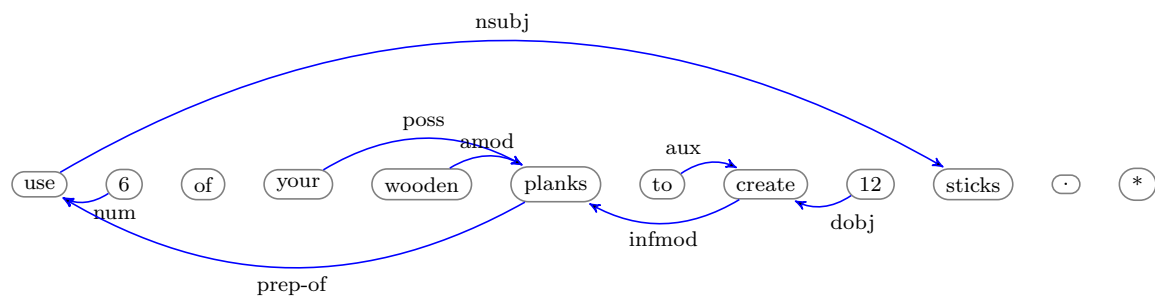 nsubj
poss
amod
aux
use 6 of your wooden planks to create 12 sticks . *
num
dobj
infmod
prep-of